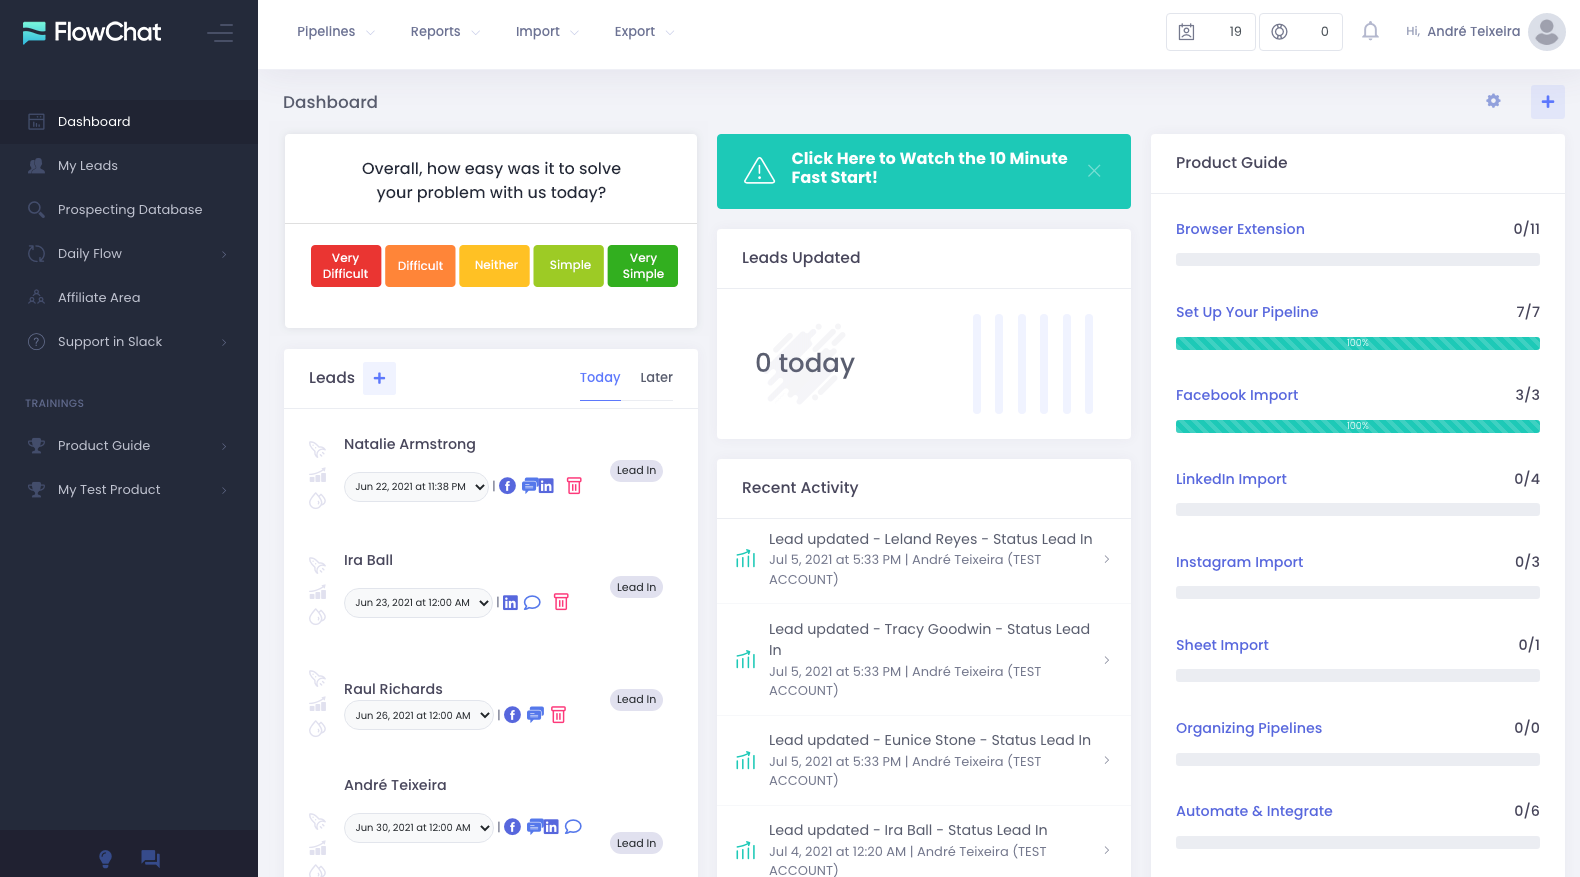 FlowChat
Pipelines
Reports
Import
Export
19
0
Hi, André Teixeira
Dashboard
My Leads
Prospecting Database
Daily Flow
Affiliate Area
Support in Slack
TRAININGS
Product Guide
My Test Product
Dashboard
Overall, how easy was it to solve
your problem with us today?
Very
Difficult
Difficult
Neither
Simple
Very
Simple
Leads
+
Today
Later
Natalie Armstrong
Jun 22, 2021 at 11:38 PM
|
Lead In
Ira Ball
Jun 23, 2021 at 12:00 AM
|
Lead In
Raul Richards
Jun 26, 2021 at 12:00 AM
|
Lead In
André Teixeira
Jun 30, 2021 at 12:00 AM
|
Lead In
Click Here to Watch the 10 Minute
Fast Start!
Leads Updated
0 today
Recent Activity
Lead updated - Leland Reyes - Status Lead In
Jul 5, 2021 at 5:33 PM | André Teixeira (TEST
ACCOUNT)
Lead updated - Tracy Goodwin - Status Lead
In
Jul 5, 2021 at 5:33 PM | André Teixeira (TEST
ACCOUNT)
Lead updated - Eunice Stone - Status Lead In
Jul 5, 2021 at 5:33 PM | André Teixeira (TEST
ACCOUNT)
Lead updated - Ira Ball - Status Lead In
Jul 4, 2021 at 12:20 AM | André Teixeira (TEST
ACCOUNT)
+
Product Guide
Browser Extension 0/11
Set Up Your Pipeline 7/7
100%
Facebook Import 3/3
100%
LinkedIn Import 0/4
Instagram Import 0/3
Sheet Import 0/1
Organizing Pipelines 0/0
Automate & Integrate 0/6